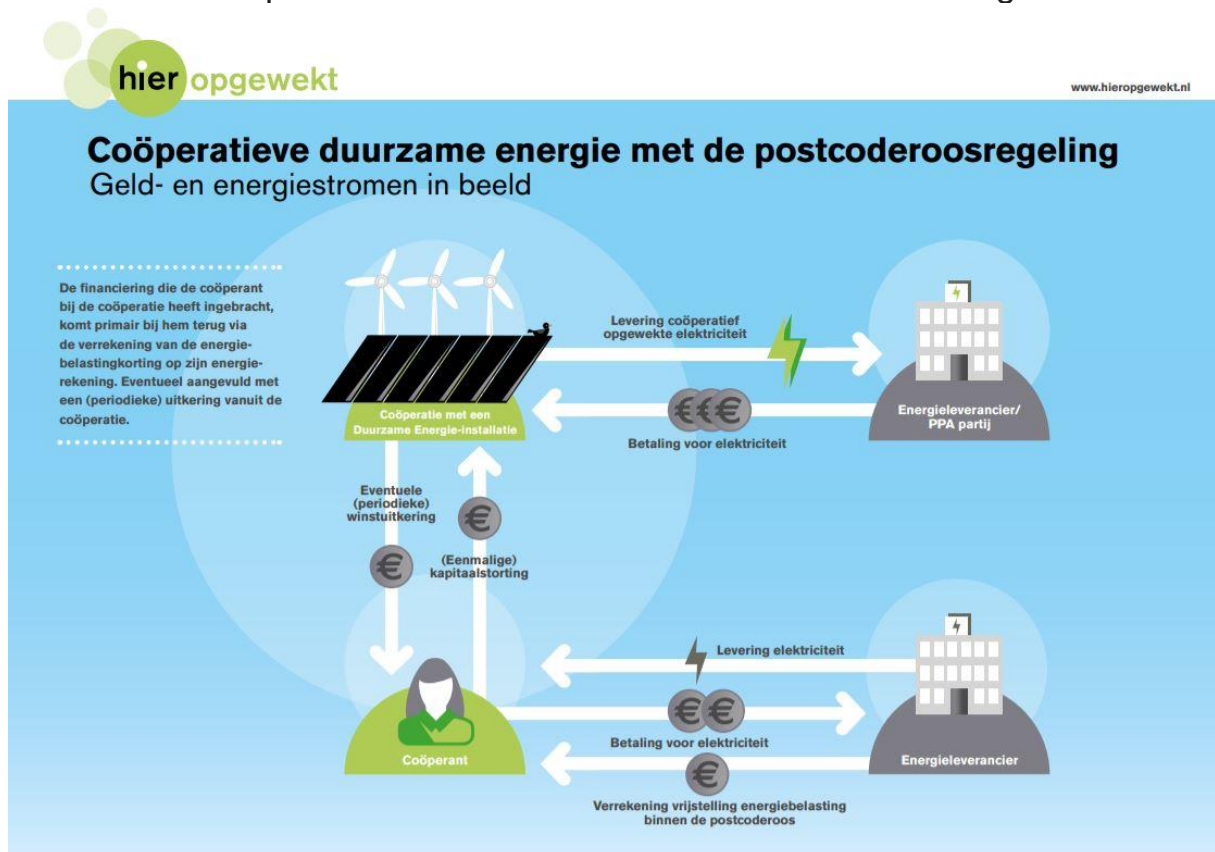 hier opgewekt
www.hieropgewekt.nl
Coöperatieve duurzame energie met de postcoderoosregeling
Geld- en energiestromen in beeld
De financiering die de coöperant
bij de coöperatie heeft ingebracht,
komt primair bij hem terug via
de verrekening van de energie-
belastingkorting op zijn energie-
rekening. Eventueel aangevuld met
een (periodieke) uitkering vanuit de
coöperatie.
Coöperatie met een
Duurzame Energie-installatie
Levering coöperatief
opgewekte elektriciteit
€€€
Betaling voor elektriciteit
Energieleverancier/
PPA partij
Eventuele
(periodieke)
winstuitkering
€
€
(Eenmalige)
kapitaalstorting
Coöperant
Levering elektriciteit
€€
Betaling voor elektriciteit
€
Verrekening vrijstelling energiebelasting
binnen de postcoderoos
Energieleverancier